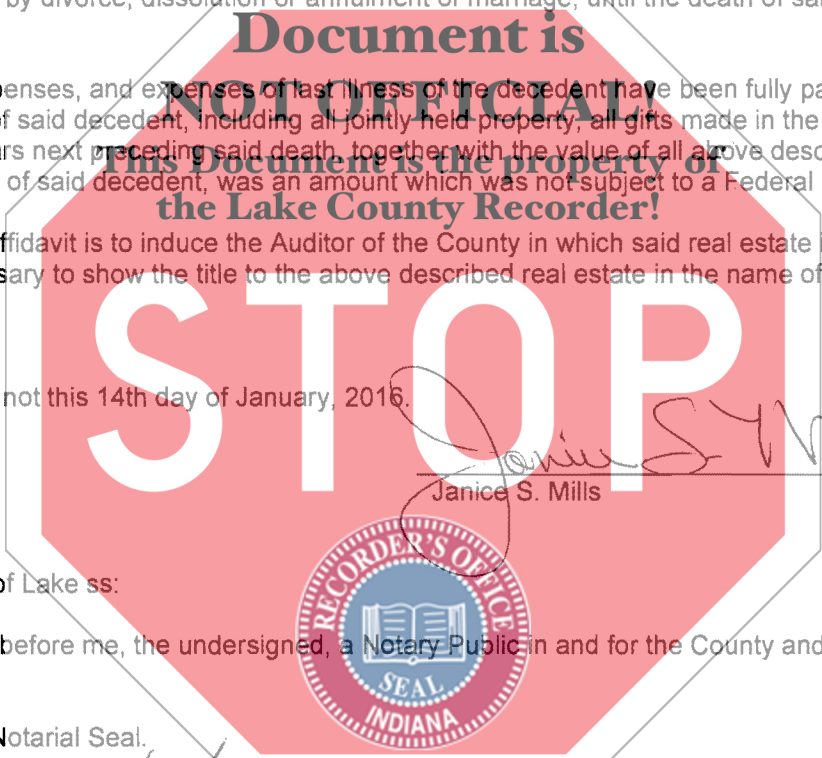 by divorce, dissolution or annulment of marriage, until the death of sai
Document is
NOT OFFICIAL!
This Document is the property of
the Lake County Recorder!
penses, and expenses of last illness of the decedent have been fully pa
f said decedent, including all jointly held property, all gifts made in the
rs next preceding said death, together with the value of all above desc
of said decedent, was an amount which was not subject to a Federal
ffidavit is to induce the Auditor of the County in which said real estate i
sary to show the title to the above described real estate in the name of
STOP
not this 14th day of January, 2016.
Janice S. M
Janice S. Mills
of Lake ss:
before me, the undersigned, a Notary Public in and for the County and
Notarial Seal.
RECORDER'S OFFICE
SEAL
INDIANA